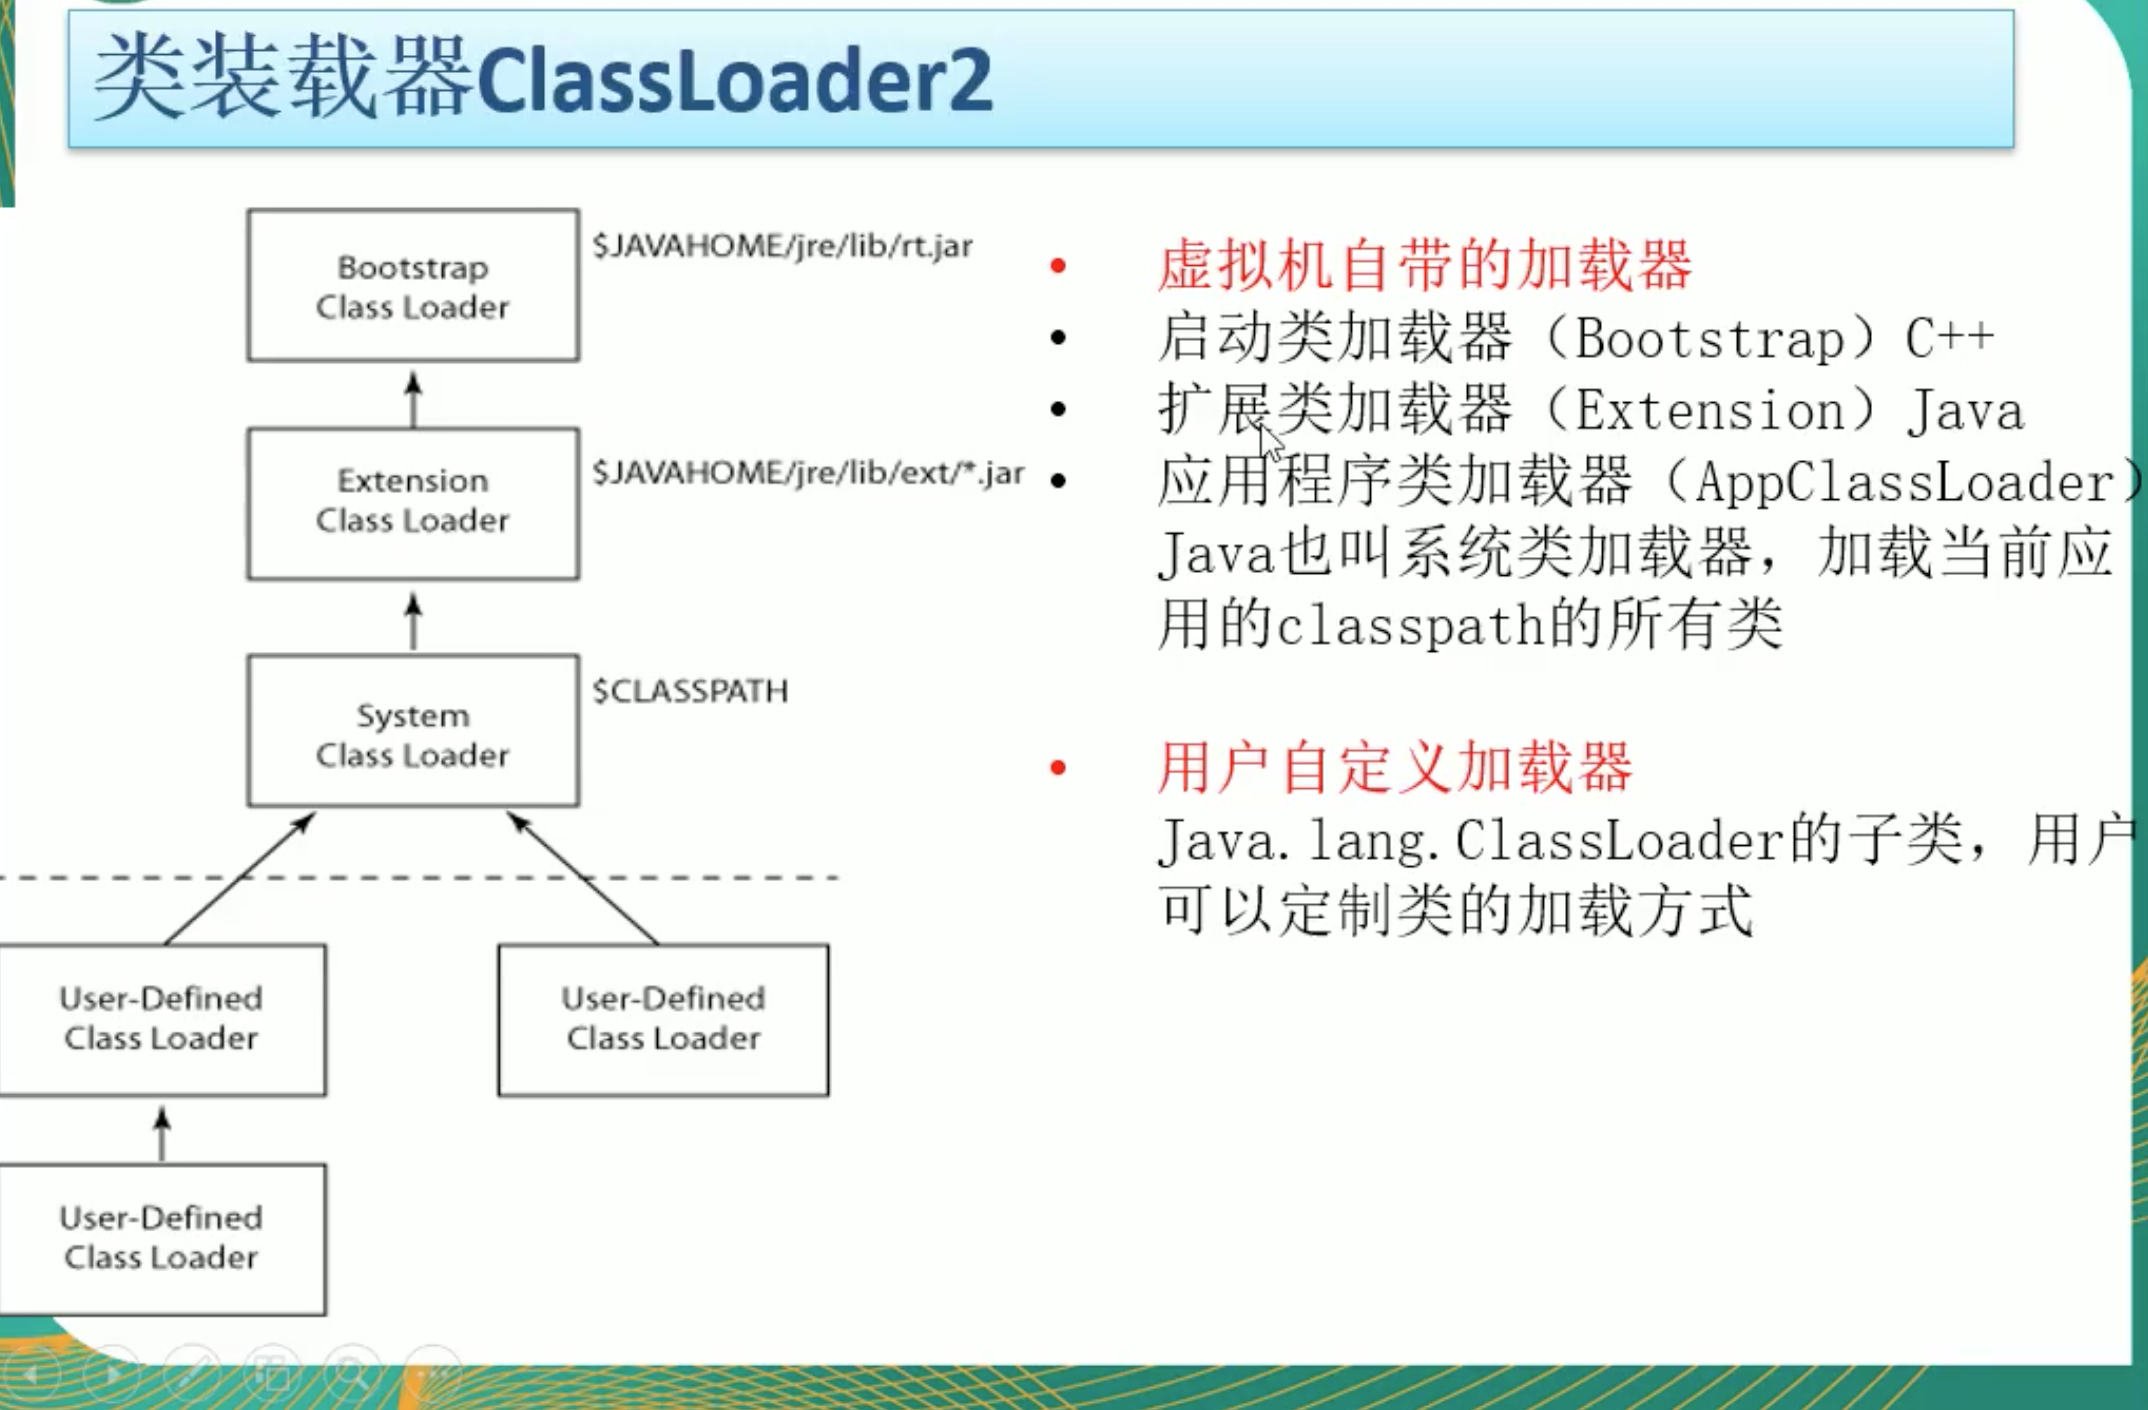 类装载器ClassLoader2
Bootstrap
Class Loader
$JAVAHOME/jre/lib/rt.jar
Extension
Class Loader
$JAVAHOME/jre/lib/ext/*.jar
System
Class Loader
$CLASSPATH
User-Defined
Class Loader
User-Defined
Class Loader
User-Defined
Class Loader
• 虚拟机自带的加载器
• 启动类加载器（Bootstrap）C++
• 扩展类加载器（Extension）Java
• 应用程序类加载器（AppClassLoader）
Java也叫系统类加载器，加载当前应
用的classpath的所有类
• 用户自定义加载器
Java.lang.ClassLoader的子类，用户
可以定制类的加载方式